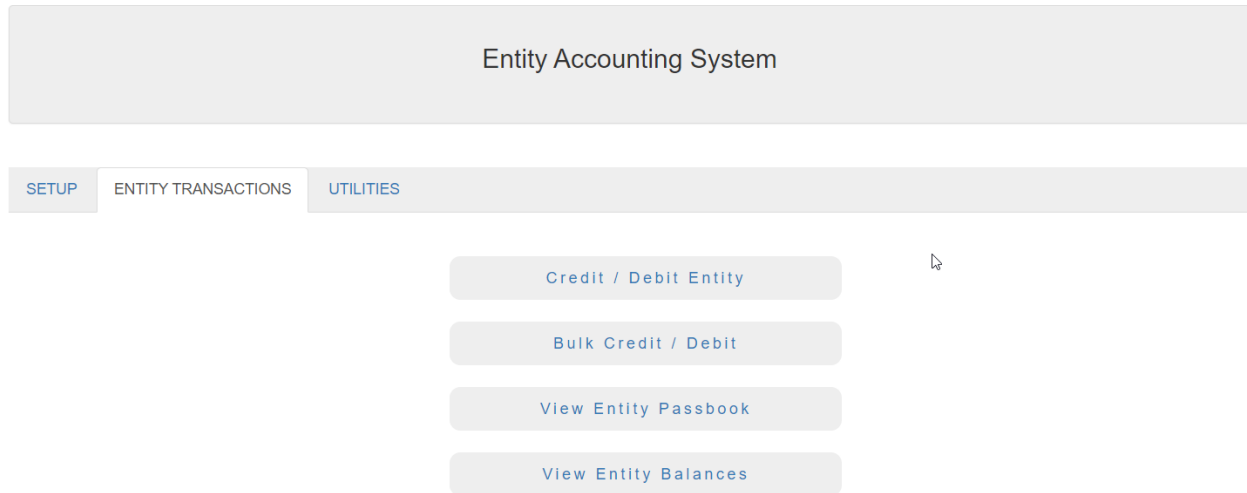 Entity Accounting System
SETUP ENTITY TRANSACTIONS UTILITIES
Credit / Debit Entity
Bulk Credit / Debit
View Entity Passbook
View Entity Balances